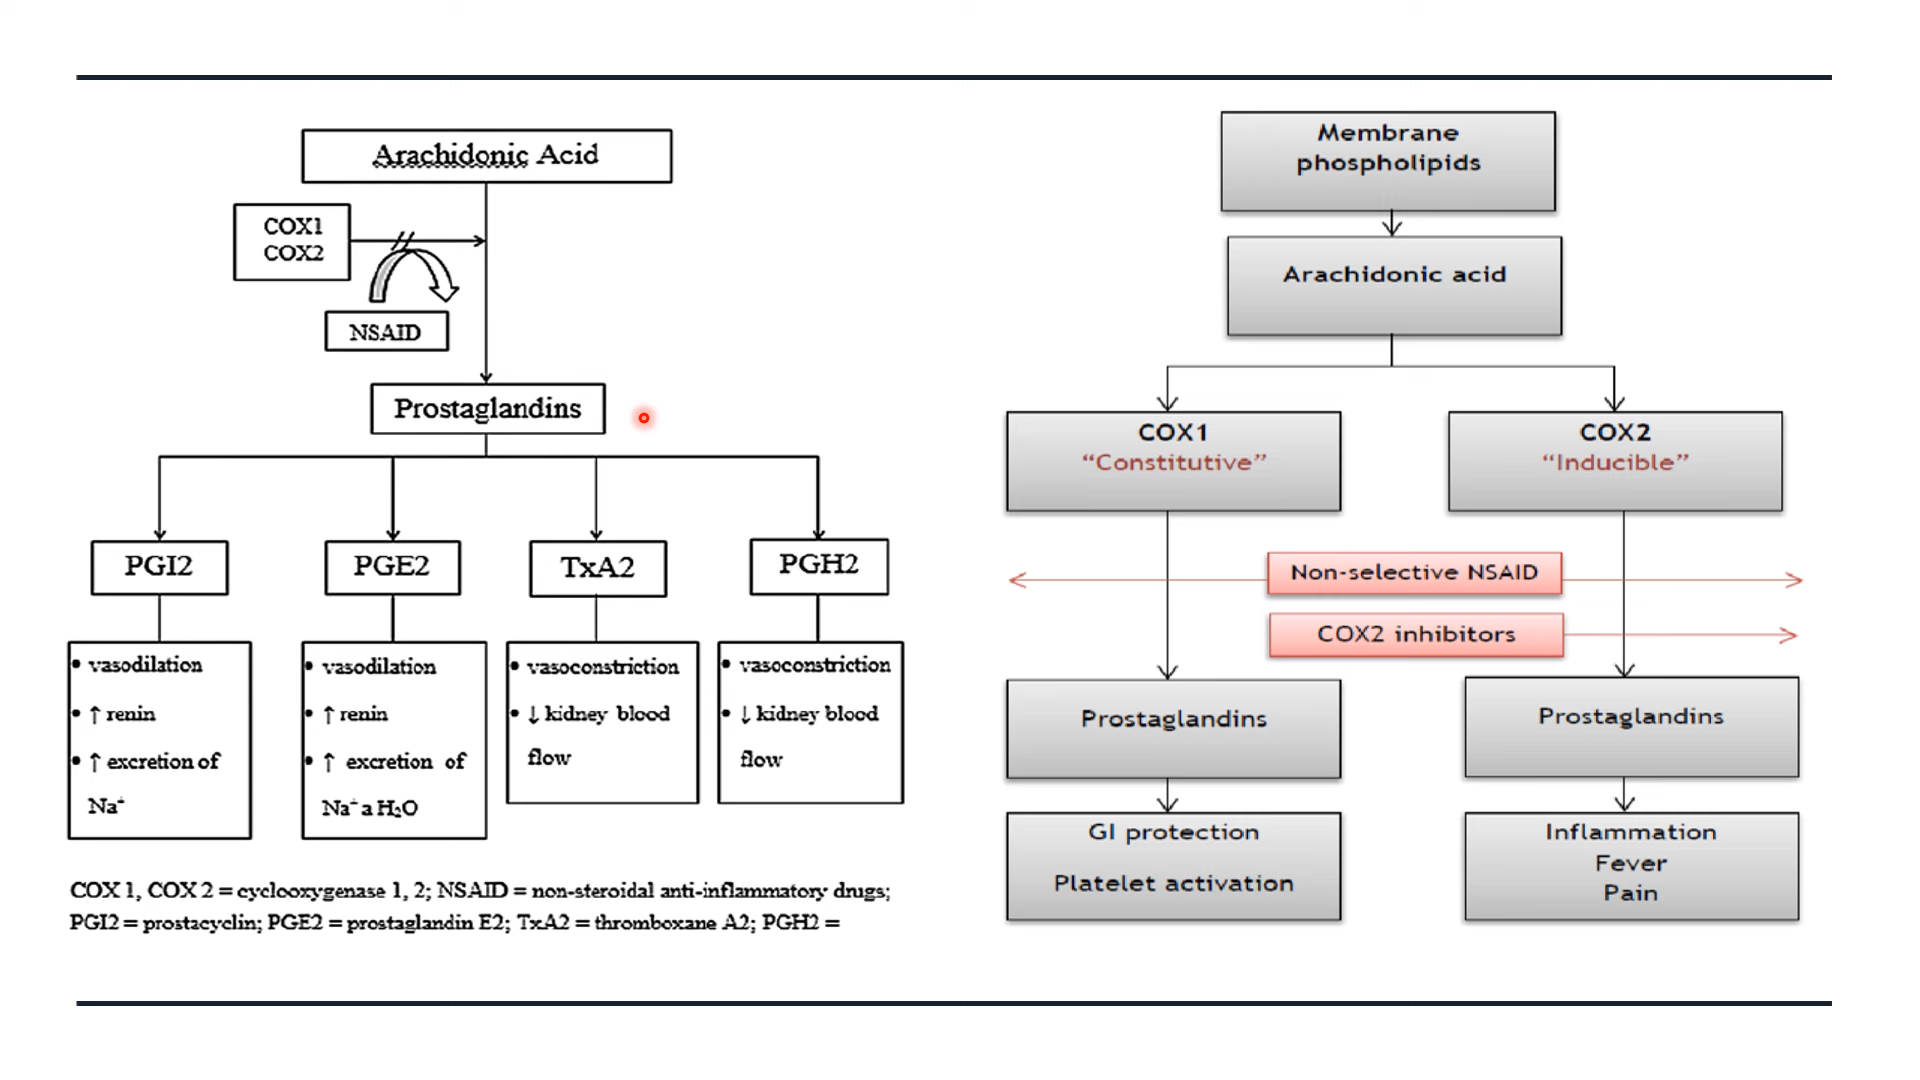 Arachidonic Acid
COX1
COX2
NSAID
Prostaglandins
PGI2
PGE2
TxA2
PGH2
• vasodilation
• ↑ renin
• ↑ excretion of
Na⁺
• vasodilation
• ↑ renin
• ↑ excretion of
Na⁺ a H₂O
• vasoconstriction
• ↓ kidney blood
flow
• vasoconstriction
• ↓ kidney blood
flow
COX 1, COX 2 = cyclooxygenase 1, 2; NSAID = non-steroidal anti-inflammatory drugs;
PGI2 = prostacyclin; PGE2 = prostaglandin E2; TxA2 = thromboxane A2; PGH2 =
Membrane
phospholipids
Arachidonic acid
COX1
“Constitutive”
COX2
“Inducible”
Non-selective NSAID
COX2 inhibitors
Prostaglandins
Prostaglandins
GI protection
Platelet activation
Inflammation
Fever
Pain